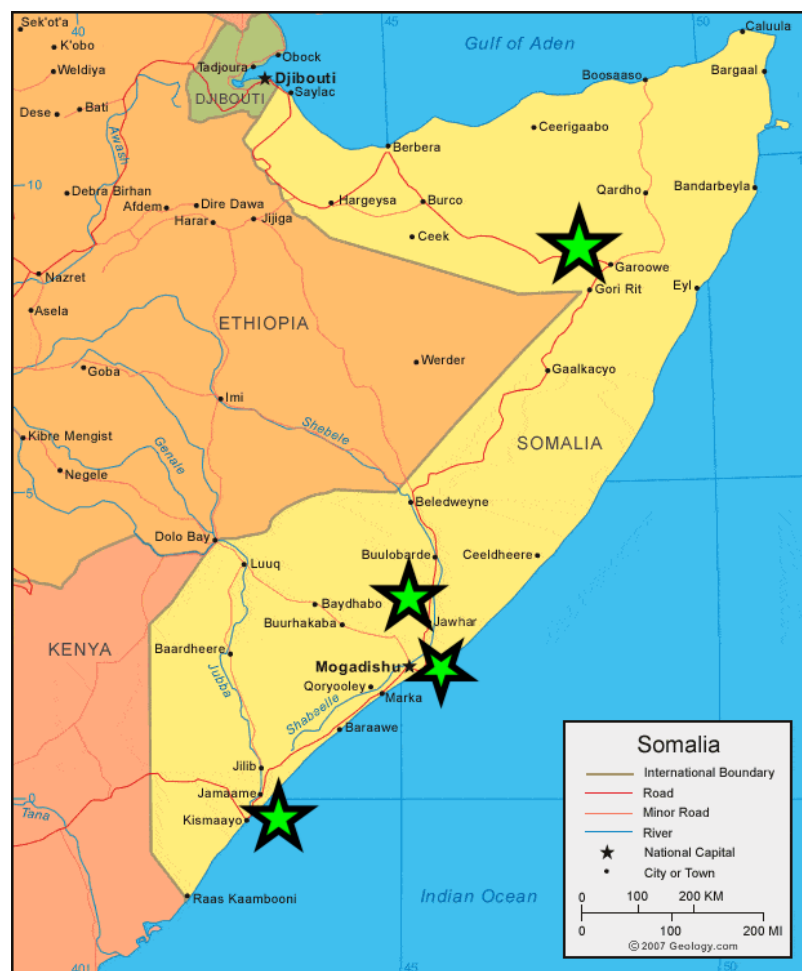 Sek'ot'a
40
45
50
Caluula
K'obo
Obock
Gulf of Aden
Weldiya
Tadjoura
Djibouti
Boosaaso
Bargaal
DJIBOUTI
Saylac
Dese
Bati
Awash
Ceerigaabo
Berbera
10
Debra Birhan
Dire Dawa
Afdem
Hargeysa
Burco
Qardho
Bandarbeyla
Harar
Jijiga
Ceek
Nazret
Garoowe
Gori Rit
Eyl
Asela
ETHIOPIA
Werder
Goba
Gaalkacyo
Imi
Shebele
Kibre Mengist
Genale
SOMALIA
Negele
5
Beledweyne
Dolo Bay
Luuq
Buulobarde
Ceeldheere
Baydhabo
Buurhakaba
Jawhar
KENYA
Baardheere
Mogadishu
Jubba
Qoryooley
Marka
Shabaelle
Baraawe
Jilib
Jamaame
0
Kismaayo
Tana
Raas Kaambooni
Indian Ocean
40
45
50
Somalia
International Boundary
Road
Minor Road
River
National Capital
City or Town
0 100 200 KM
0 100 200 MI
© 2007 Geology.com